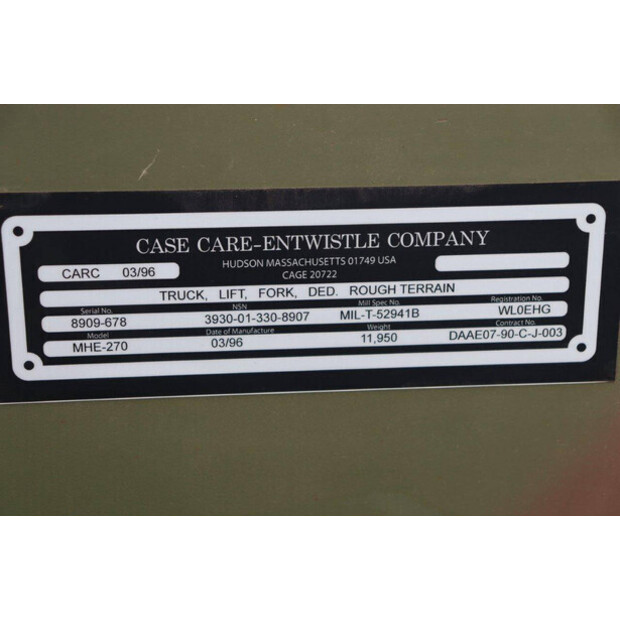 CASE CARE-ENTWISTLE COMPANY
HUDSON MASSACHUSETTS 01749 USA
CARC 03/96
CAGE 20722
TRUCK, LIFT, FORK, DED. ROUGH TERRAIN
Serial No. NSN Mill Spec No. Registration No.
8909-678 3930-01-330-8907 MIL-T-52941B WL0EHG
Model Date of Manufacture Weight Contract No.
MHE-270 03/96 11,950 DAAE07-90-C-J-003